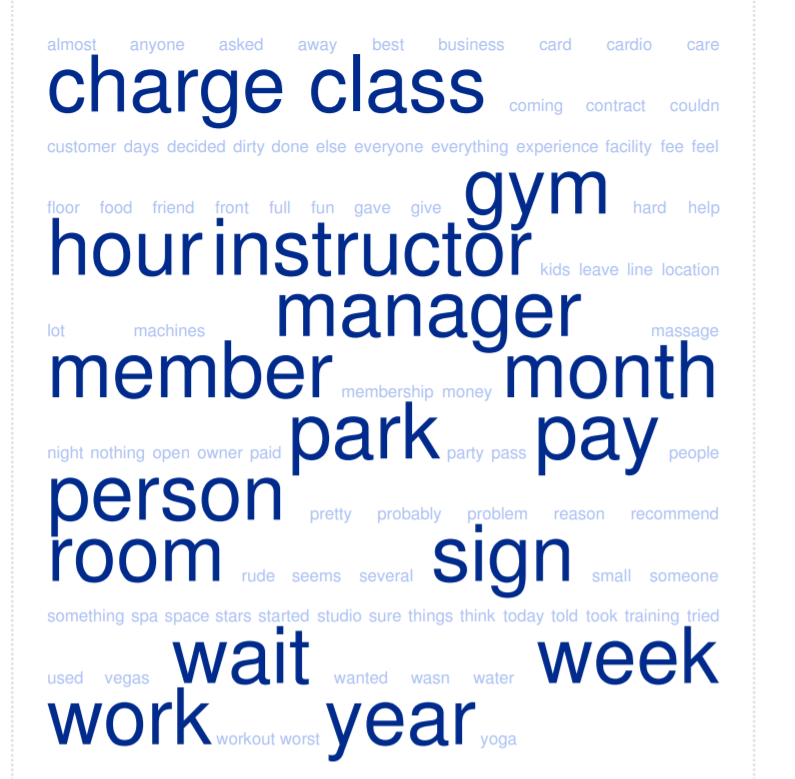 almost anyone asked away best business card cardio care
charge class coming contract couldn
customer days decided dirty done else everyone everything experience facility fee feel
floor food friend front full fun gave give gym hard help
hour instructor kids leave line location
lot machines manager massage
member membership money month
night nothing open owner paid park party pass pay people
person pretty probably problem reason recommend
room rude seems several sign small someone
something spa space stars started studio sure things think today told took training tried
used vegas wait wanted wasn water week
work workout worst year yoga